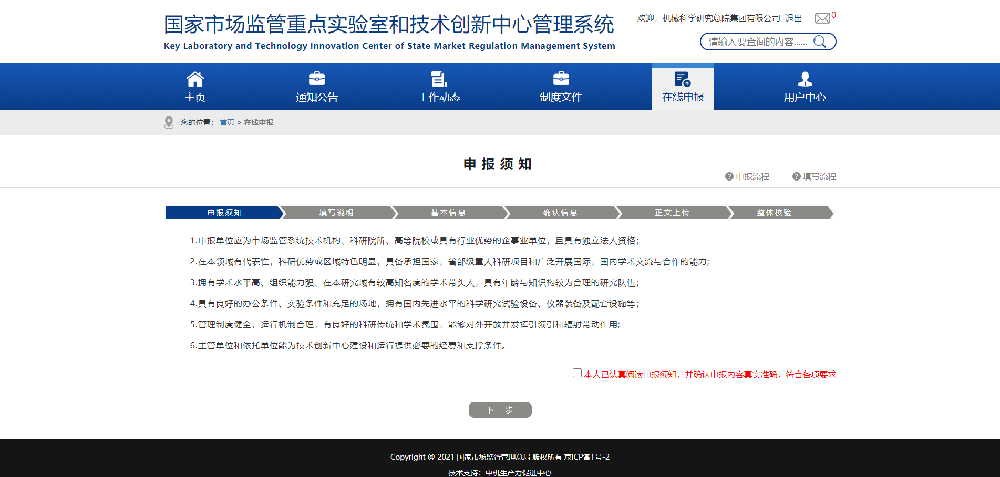 国家市场监管重点实验室和技术创新中心管理系统
Key Laboratory and Technology Innovation Center of State Market Regulation Management System
欢迎，机械科学研究总院集团有限公司 退出 0
请输入要查询的内容......
主页 通知公告 工作动态 制度文件 在线申报 用户中心
您的位置： 首页 > 在线申报
申报须知
申报流程 填写流程
申报须知 填写说明 基本信息 确认信息 正文上传 整体校验
1.申报单位应为市场监管系统技术机构、科研院所、高等院校或具有行业优势的企事业单位，且具有独立法人资格；
2.在本领域有代表性，科研优势或区域特色明显，具备承担国家、省部级重大科研项目和广泛开展国际、国内学术交流与合作的能力;
3.拥有学术水平高、组织能力强、在本研究域有较高知名度的学术带头人，具有年龄与知识构较为合理的研究队伍；
4.具有良好的办公条件、实验条件和充足的场地，拥有国内先进水平的科学研究试验设备、仪器装备及配套设施等；
5.管理制度健全，运行机制合理，有良好的科研传统和学术氛围，能够对外开放并发挥引领引和辐射带动作用;
6.主管单位和依托单位能为技术创新中心建设和运行提供必要的经费和支撑条件。
本人已认真阅读申报须知，并确认申报内容真实准确，符合各项要求
下一步
Copyright @ 2021 国家市场监督管理总局 版权所有 京ICP备1号-2
技术支持：中机生产力促进中心